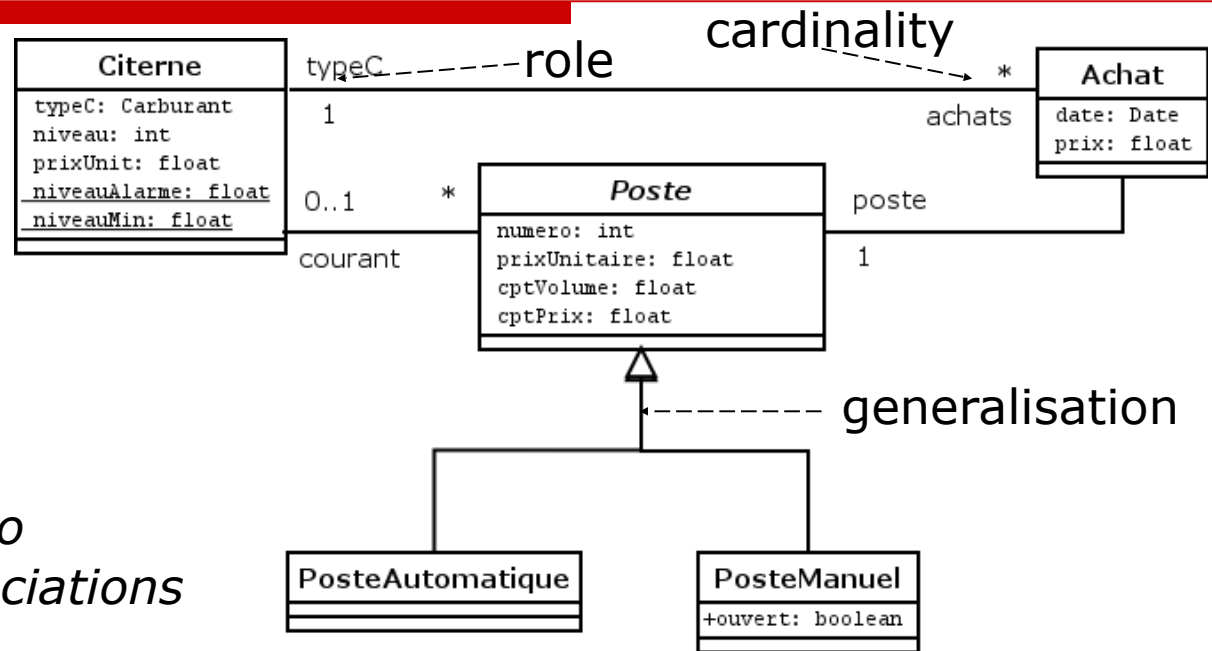 cardinality
role
Citerne
typeC: Carburant
niveau: int
prixUnit: float
niveauAlarme: float
niveauMin: float
typeC
1
*
achats
Achat
date: Date
prix: float
0..1
*
courant
Poste
numero: int
prixUnitaire: float
cptVolume: float
cptPrix: float
poste
1
generalisation
PosteAutomatique
PosteManuel
+ouvert: boolean
o
ciations